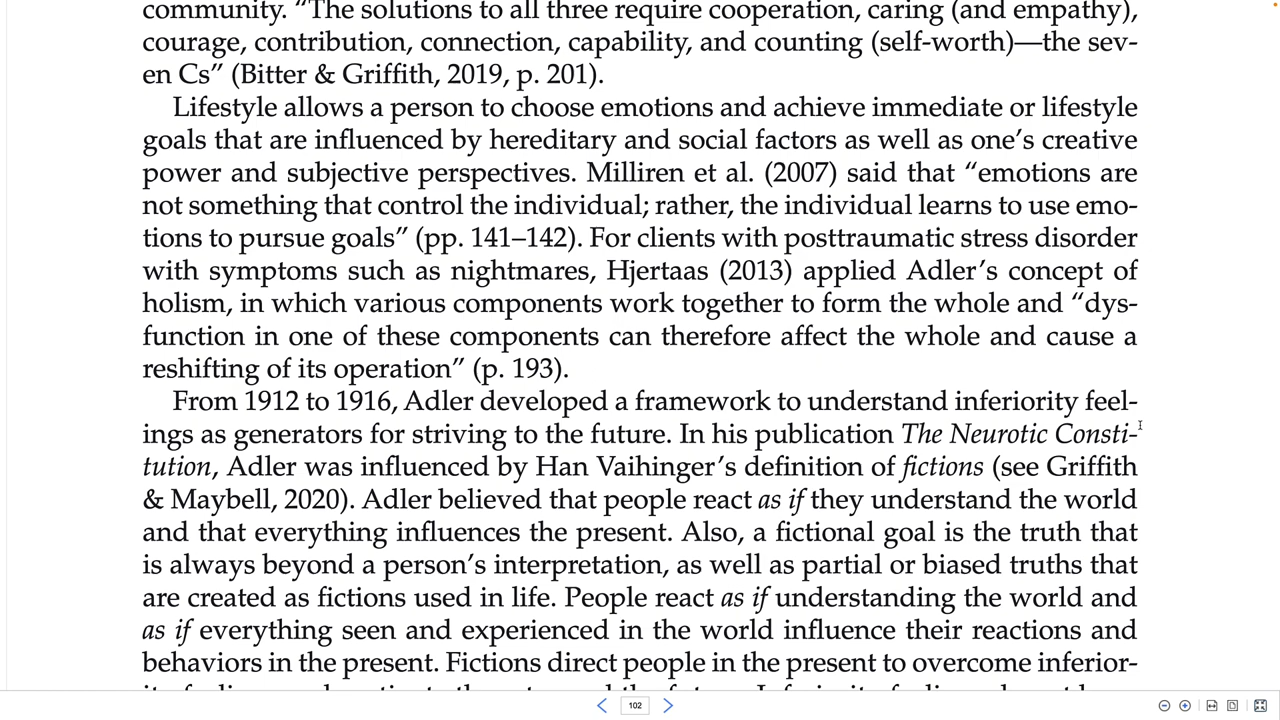 community. “The solutions to all three require cooperation, caring (and empathy),
courage, contribution, connection, capability, and counting (self-worth)—the sev-
en Cs” (Bitter & Griffith, 2019, p. 201).
Lifestyle allows a person to choose emotions and achieve immediate or lifestyle
goals that are influenced by hereditary and social factors as well as one’s creative
power and subjective perspectives. Milliren et al. (2007) said that “emotions are
not something that control the individual; rather, the individual learns to use emo-
tions to pursue goals” (pp. 141–142). For clients with posttraumatic stress disorder
with symptoms such as nightmares, Hjertaas (2013) applied Adler’s concept of
holism, in which various components work together to form the whole and “dys-
function in one of these components can therefore affect the whole and cause a
reshifting of its operation” (p. 193).
From 1912 to 1916, Adler developed a framework to understand inferiority feel-
ings as generators for striving to the future. In his publication The Neurotic Consti-
tution, Adler was influenced by Han Vaihinger’s definition of fictions (see Griffith
& Maybell, 2020). Adler believed that people react as if they understand the world
and that everything influences the present. Also, a fictional goal is the truth that
is always beyond a person’s interpretation, as well as partial or biased truths that
are created as fictions used in life. People react as if understanding the world and
as if everything seen and experienced in the world influence their reactions and
behaviors in the present. Fictions direct people in the present to overcome inferior-
102